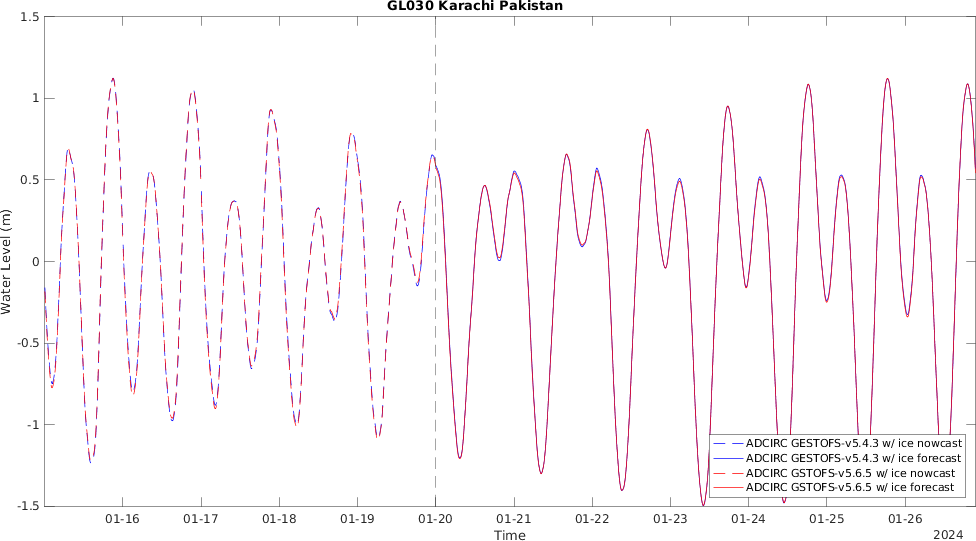 GL030 Karachi Pakistan
1.5
1
0.5
0
-0.5
-1
-1.5
Water Level (m)
ADCIRC GESTOFS-v5.4.3 w/ ice nowcast
ADCIRC GESTOFS-v5.4.3 w/ ice forecast
ADCIRC GSTOFS-v5.6.5 w/ ice nowcast
ADCIRC GSTOFS-v5.6.5 w/ ice forecast
01-16 01-17 01-18 01-19 01-20 01-21 01-22 01-23 01-24 01-25 01-26
Time
2024